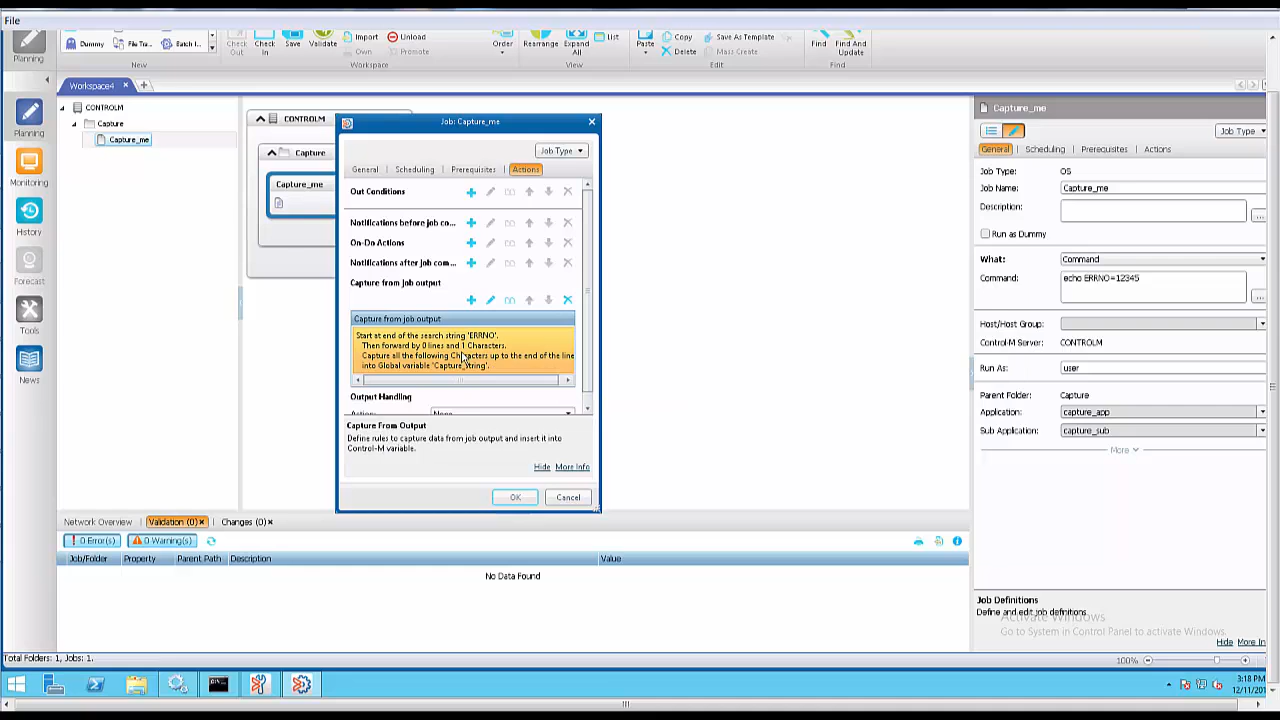 File
Planning
Dummy
File Tra...
Batch I...
New
Check Out
Check In
Save
Validate
Import
Own
Unload
Promote
Workspace
Order
Rearrange
Expand All
List
View
Paste
Copy
Delete
Save As Template
Mass Create
Edit
Find
Find And Update
Find
Workspace4
Planning
Monitoring
History
Forecast
Tools
News
CONTROLM
Capture
Capture_me
CONTROLM
Capture
Capture_me
Job: Capture_me
Job Type
General
Scheduling
Prerequisites
Actions
Out Conditions
Notifications before job co...
On-Do Actions
Notifications after job com...
Capture from job output
Capture from job output
Start at end of the search string 'ERRNO'.
Then forward by 0 lines and 1 Characters.
Capture all the following Characters up to the end of the line
into Global variable 'Capture_String'.
Output Handling
Action:
None
Capture From Output
Define rules to capture data from job output and insert it into
Control-M variable.
Hide More Info
OK
Cancel
Capture_me
Job Type
General
Scheduling
Prerequisites
Actions
Job Type: OS
Job Name: Capture_me
Description:
...
Run as Dummy
What: Command
Command: echo ERRNO=12345
...
Host/Host Group:
Control-M Server: CONTROLM
Run As: user
Parent Folder: Capture
Application: capture_app
Sub Application: capture_sub
More
Job Definitions
Define and edit job definitions
Activate Windows
Go to System in Control Panel to activate Windows.
Hide More In
Network Overview
Validation (0)
Changes (0)
0 Error(s)
0 Warning(s)
Job/Folder
Property
Parent Path
Description
Value
No Data Found
Total Folders: 1, Jobs: 1.
100%
3:18 PM
12/11/201